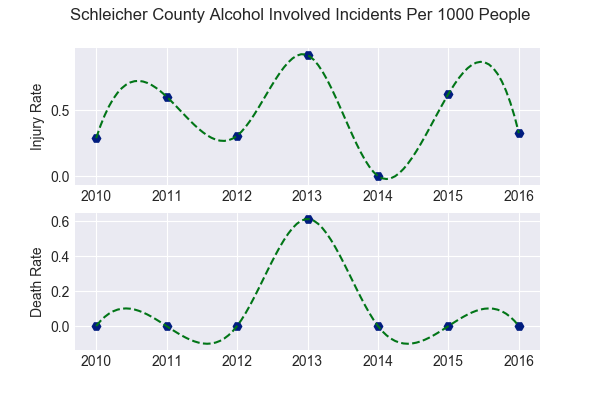 Schleicher County Alcohol Involved Incidents Per 1000 People
Injury Rate
0.5
0.0
2010 2011 2012 2013 2014 2015 2016
Death Rate
0.6
0.4
0.2
0.0
2010 2011 2012 2013 2014 2015 2016